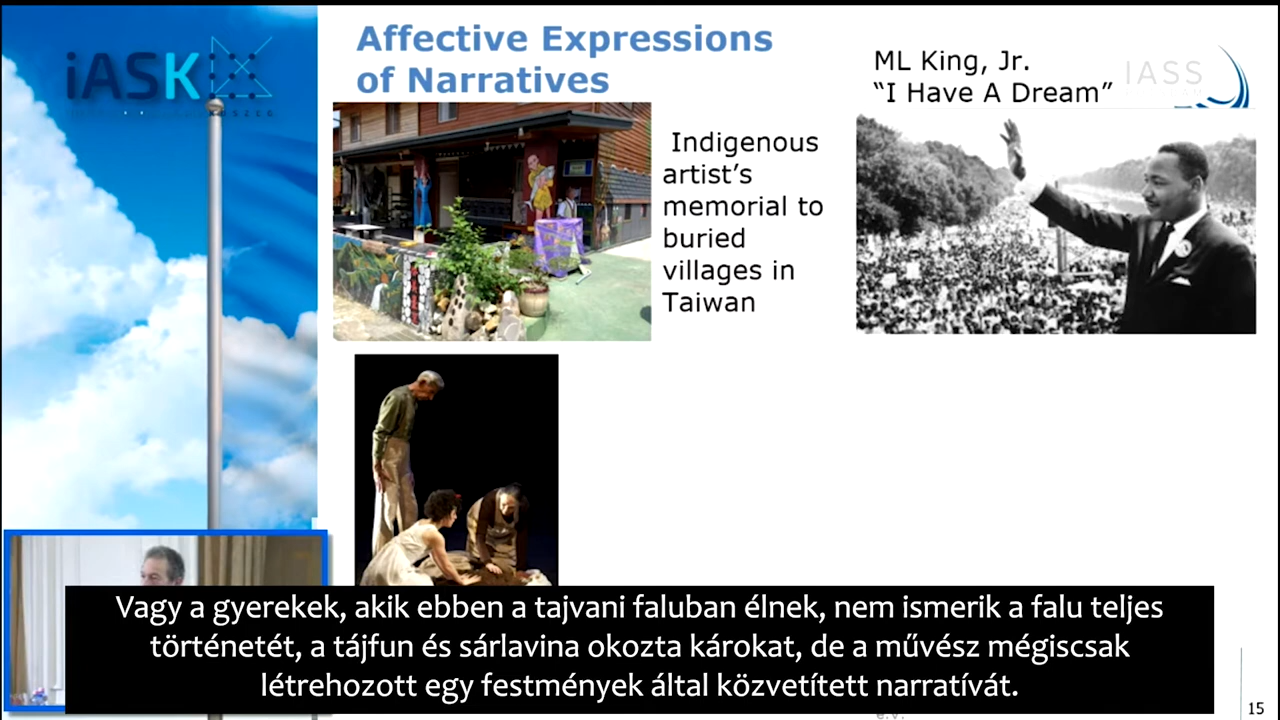 iASK
Affective Expressions
of Narratives
ML King, Jr.
“I Have A Dream”
IASS
Indigenous
artist’s
memorial to
buried
villages in
Taiwan
Vagy a gyerekek, akik ebben a tajvani faluban élnek, nem ismerik a falu teljes
történetét, a tájfun és sárlavina okozta károkat, de a művész mégiscsak
létrehozott egy festmények által közvetített narratívát.
e.V.
15